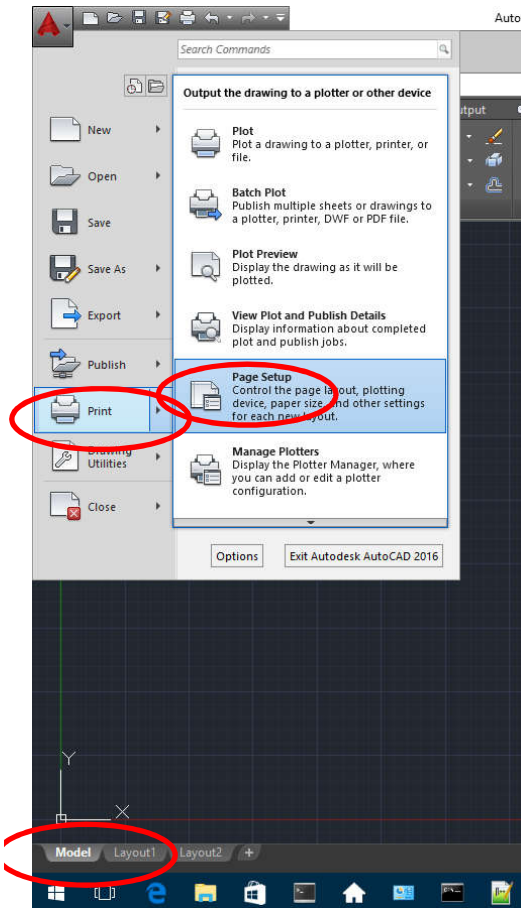 Auto
Search Commands
Output the drawing to a plotter or other device
New
Open
Save
Save As
Export
Publish
Print
Drawing
Utilities
Close
Plot
Plot a drawing to a plotter, printer, or
file.
Batch Plot
Publish multiple sheets or drawings to
a plotter, printer, DWF or PDF file.
Plot Preview
Display the drawing as it will be
plotted.
View Plot and Publish Details
Display information about completed
plot and publish jobs.
Page Setup
Control the page layout, plotting
device, paper size, and other settings
for each new layout.
Manage Plotters
Display the Plotter Manager, where
you can add or edit a plotter
configuration.
Options
Exit Autodesk AutoCAD 2016
utput
Y
X
Model
Layout1
Layout2
+